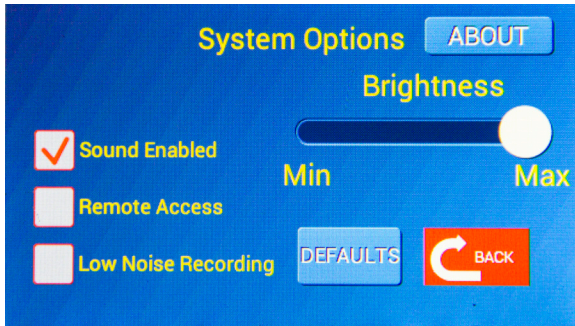 System Options
ABOUT
Brightness
Sound Enabled
Min
Max
Remote Access
Low Noise Recording
DEFAULTS
BACK